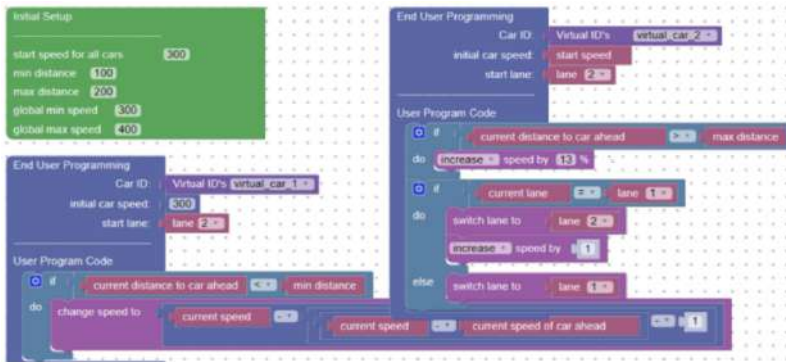 Initial Setup
start speed for all cars 300
min distance 100
max distance 200
global min speed 300
global max speed 400
End User Programming
Car ID: Virtual ID's virtual_car_1
initial car speed: 300
start lane: lane 2
User Program Code
if current distance to car ahead < min distance
do change speed to current speed - current speed - current speed of car ahead - 1
End User Programming
Car ID: Virtual ID's virtual_car_2
initial car speed: start speed
start lane: lane 2
User Program Code
if current distance to car ahead > max distance
do increase speed by 13 %
if current lane = lane 1
do switch lane to lane 2
increase speed by 1
else switch lane to lane 1